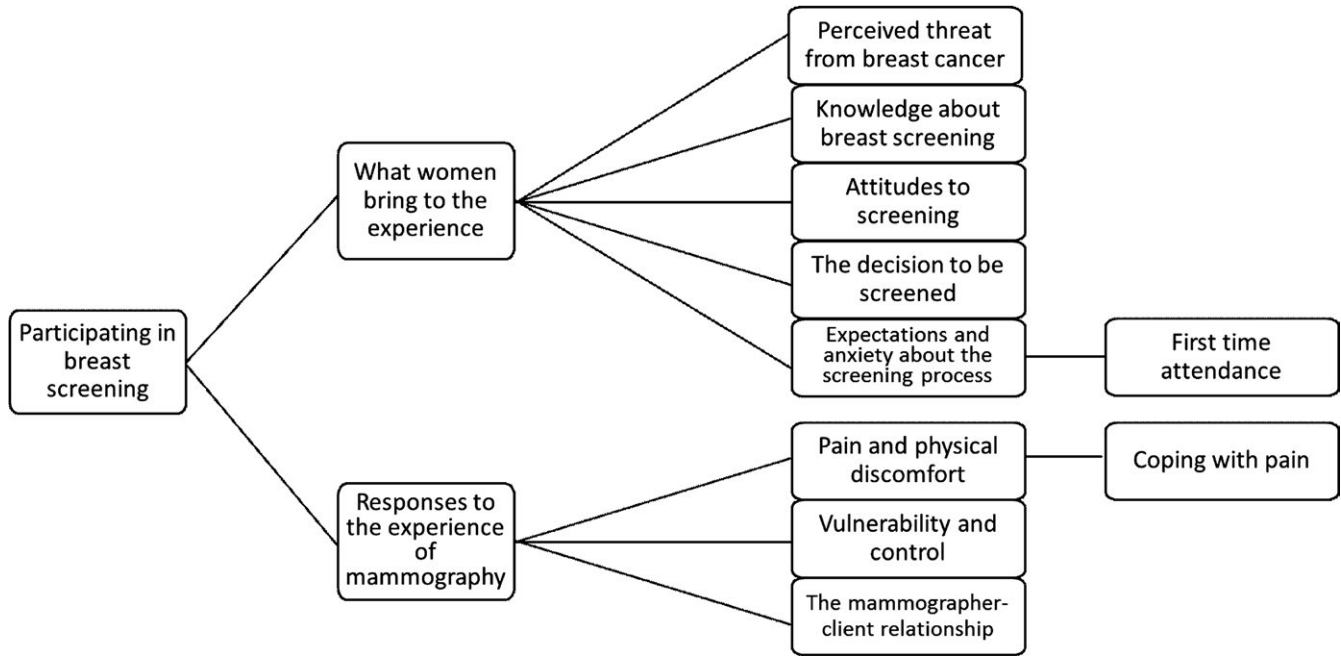 Participating in
breast
screening
What women
bring to the
experience
Responses to
the experience
of
mammography
Perceived threat
from breast cancer
Knowledge about
breast screening
Attitudes to
screening
The decision to be
screened
Expectations and
anxiety about the
screening process
First time
attendance
Pain and physical
discomfort
Coping with pain
Vulnerability and
control
The mammographer-
client relationship